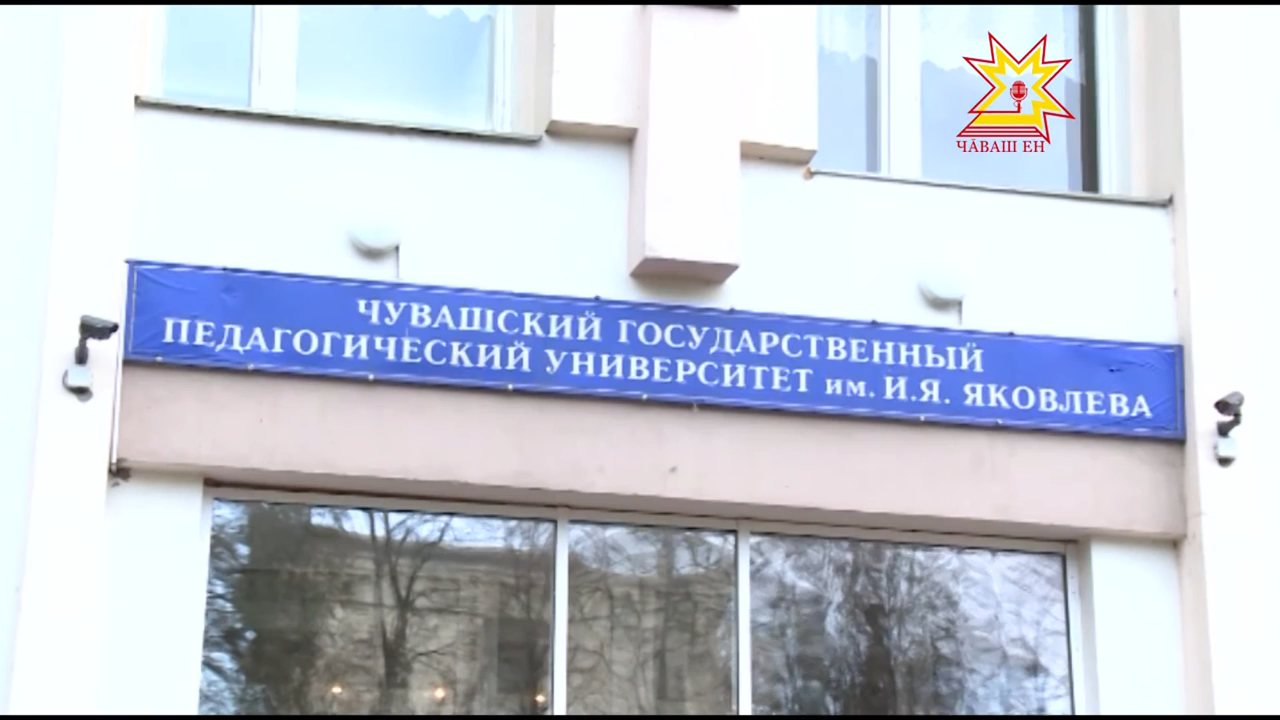 ЧӐВАШ ЕН
ЧУВАШСКИЙ ГОСУДАРСТВЕННЫЙ
ПЕДАГОГИЧЕСКИЙ УНИВЕРСИТЕТ им. И.Я. ЯКОВЛЕВА